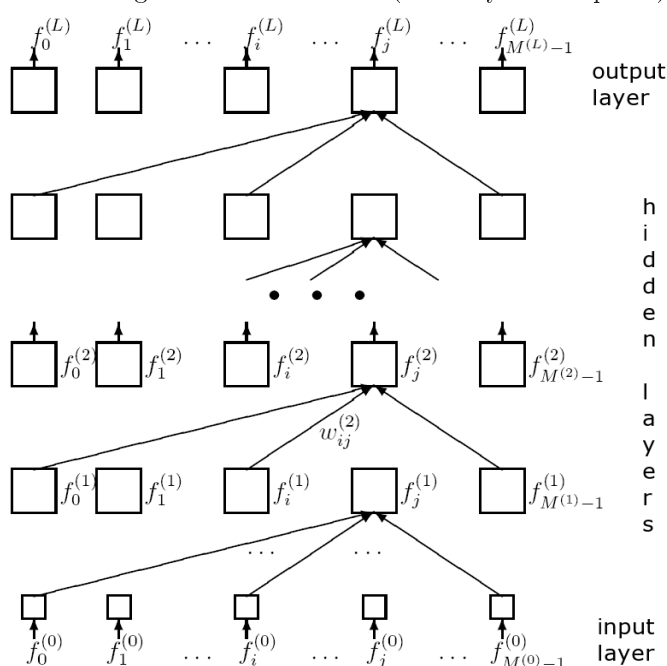 f_0^{(L)} f_1^{(L)} ... f_i^{(L)} ... f_j^{(L)} ... f_{M^{(L)}-1}^{(L)}
output
layer
hidden layers
f_0^{(2)} f_1^{(2)} f_i^{(2)} f_j^{(2)} f_{M^{(2)}-1}^{(2)}
w_{ij}^{(2)}
f_0^{(1)} f_1^{(1)} f_i^{(1)} f_j^{(1)} f_{M^{(1)}-1}^{(1)}
... ...
input
layer
f_0^{(0)} f_1^{(0)} ... f_i^{(0)} ... f_j^{(0)} ... f_{M^{(0)}-1}^{(0)}